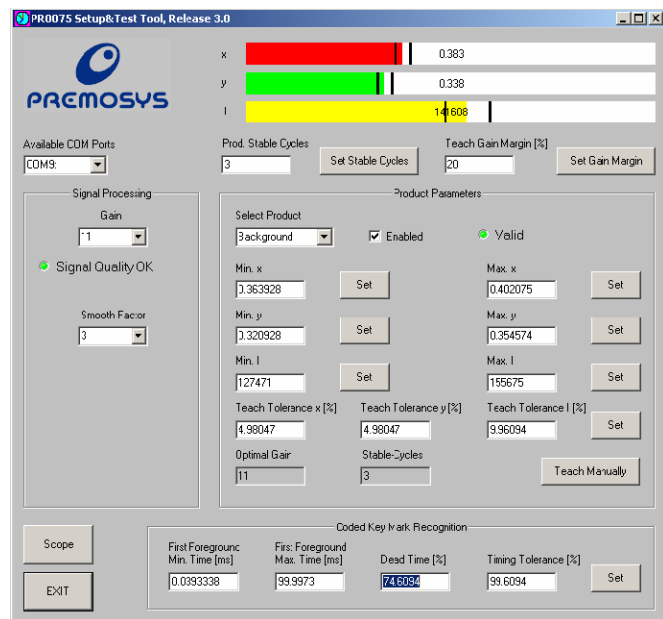 PR0075 Setup&Test Tool, Release 3.0
PREMOSYS
x 0.383
y 0.338
I 141608
Available COM Ports
COM9:
Prod. Stable Cycles
3
Set Stable Cycles
Teach Gain Margin [%]
20
Set Gain Margin
Signal Processing
Gain
11
Signal Quality OK
Smooth Factor
3
Product Parameters
Select Product
Background
Enabled
Valid
Min. x
0.363928
Set
Max. x
0.402075
Set
Min. y
0.320928
Set
Max. y
0.354574
Set
Min. I
127471
Set
Max. I
155675
Set
Teach Tolerance x [%] Teach Tolerance y [%] Teach Tolerance I [%]
4.98047 4.98047 9.96094 Set
Optimal Gain Stable-Cycles
11 3 Teach Manually
Scope
EXIT
Coded Key Mark Recognition
First Foreground
Min. Time [ms]
0.0393338
First Foreground
Max. Time [ms]
99.9973
Dead Time [%]
74.6094
Timing Tolerance [%]
99.6094
Set